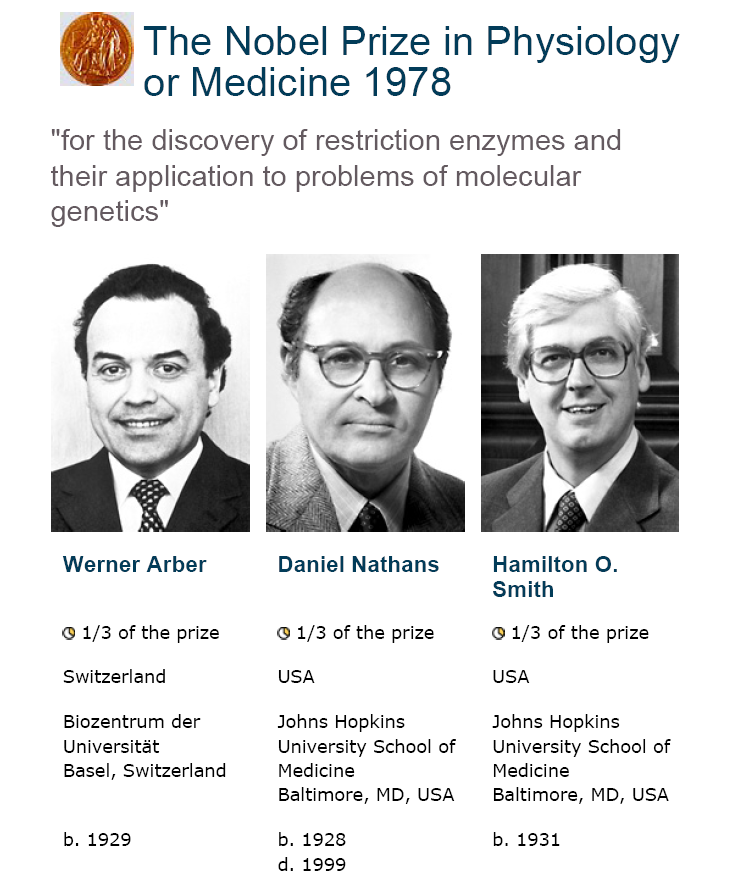 The Nobel Prize in Physiology
or Medicine 1978
"for the discovery of restriction enzymes and
their application to problems of molecular
genetics"
Werner Arber
Daniel Nathans
Hamilton O.
Smith
1/3 of the prize
1/3 of the prize
1/3 of the prize
Switzerland
USA
USA
Biozentrum der
Universität
Basel, Switzerland
Johns Hopkins
University School of
Medicine
Baltimore, MD, USA
Johns Hopkins
University School of
Medicine
Baltimore, MD, USA
b. 1929
b. 1928
d. 1999
b. 1931